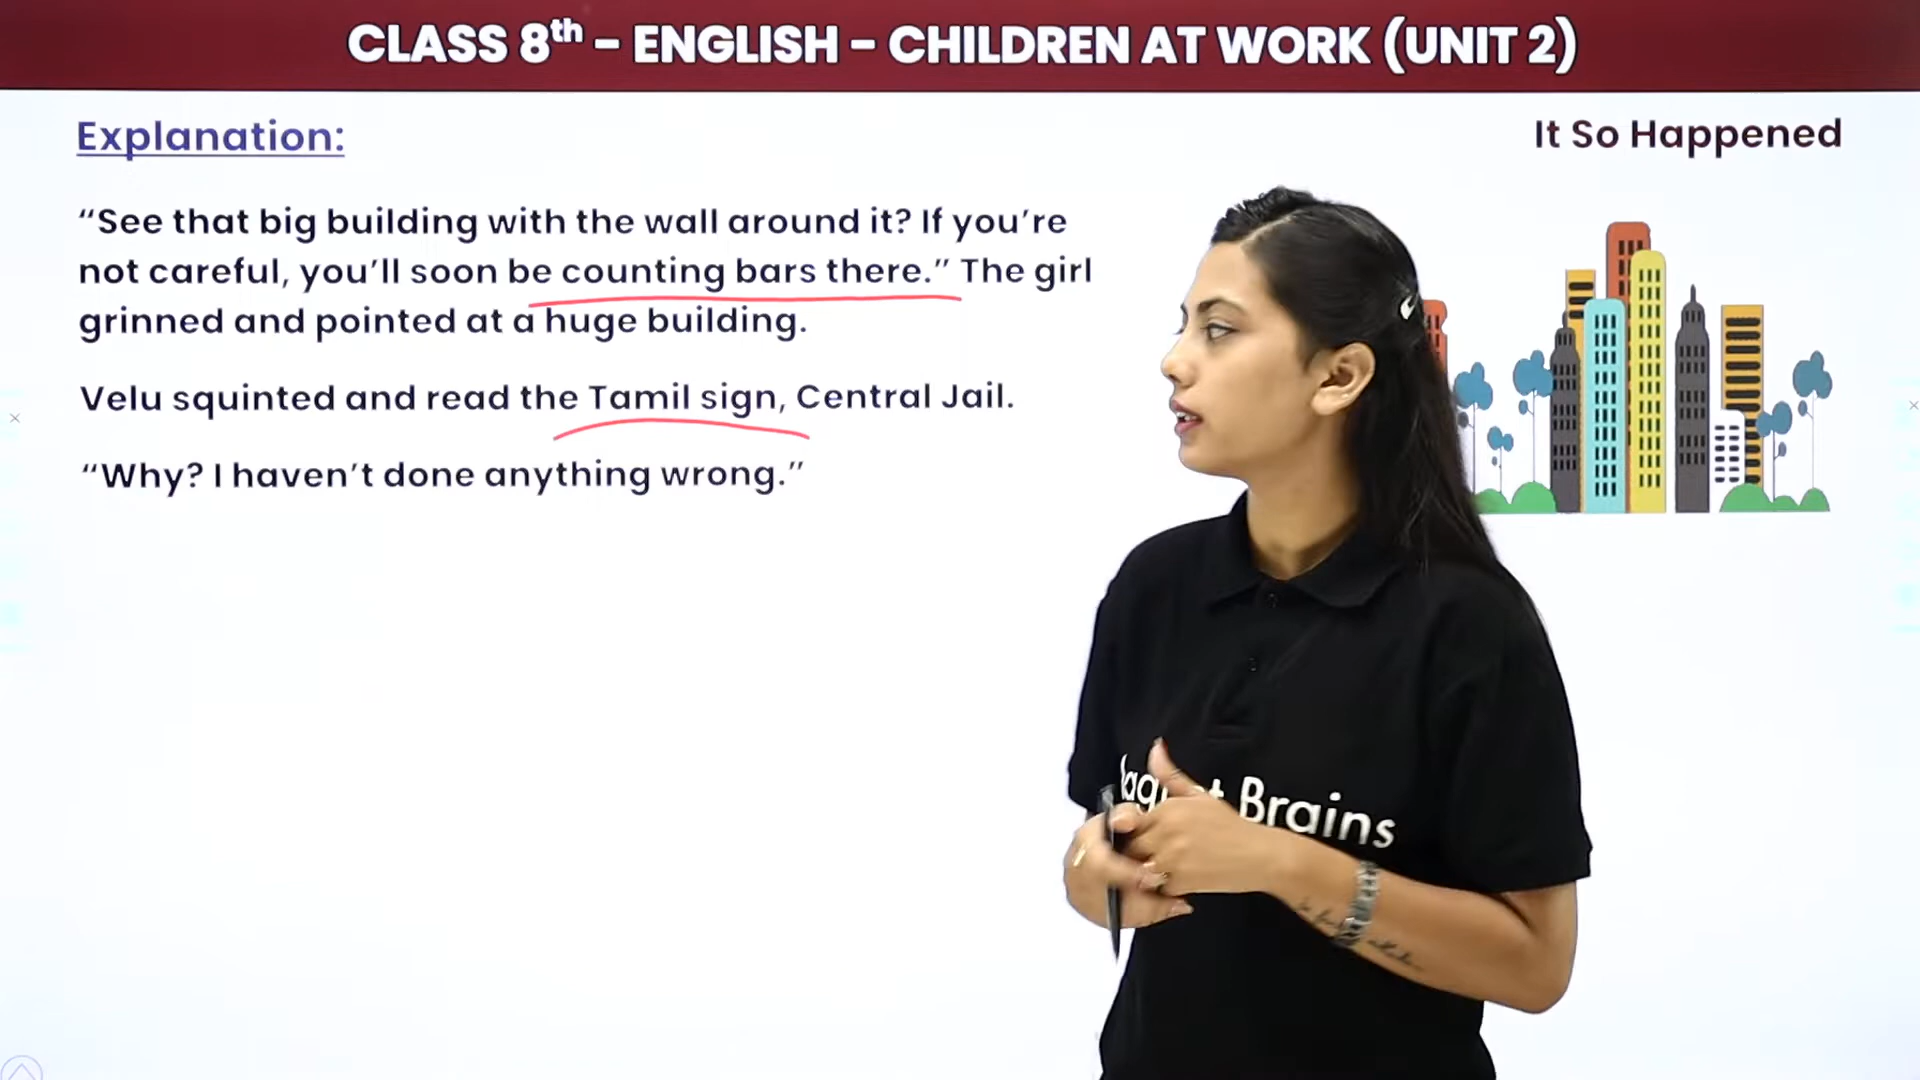 CLASS 8th – ENGLISH – CHILDREN AT WORK (UNIT 2)
Explanation:
It So Happened
“See that big building with the wall around it? If you’re
not careful, you’ll soon be counting bars there.” The girl
grinned and pointed at a huge building.
Velu squinted and read the Tamil sign, Central Jail.
“Why? I haven’t done anything wrong.”
Brains